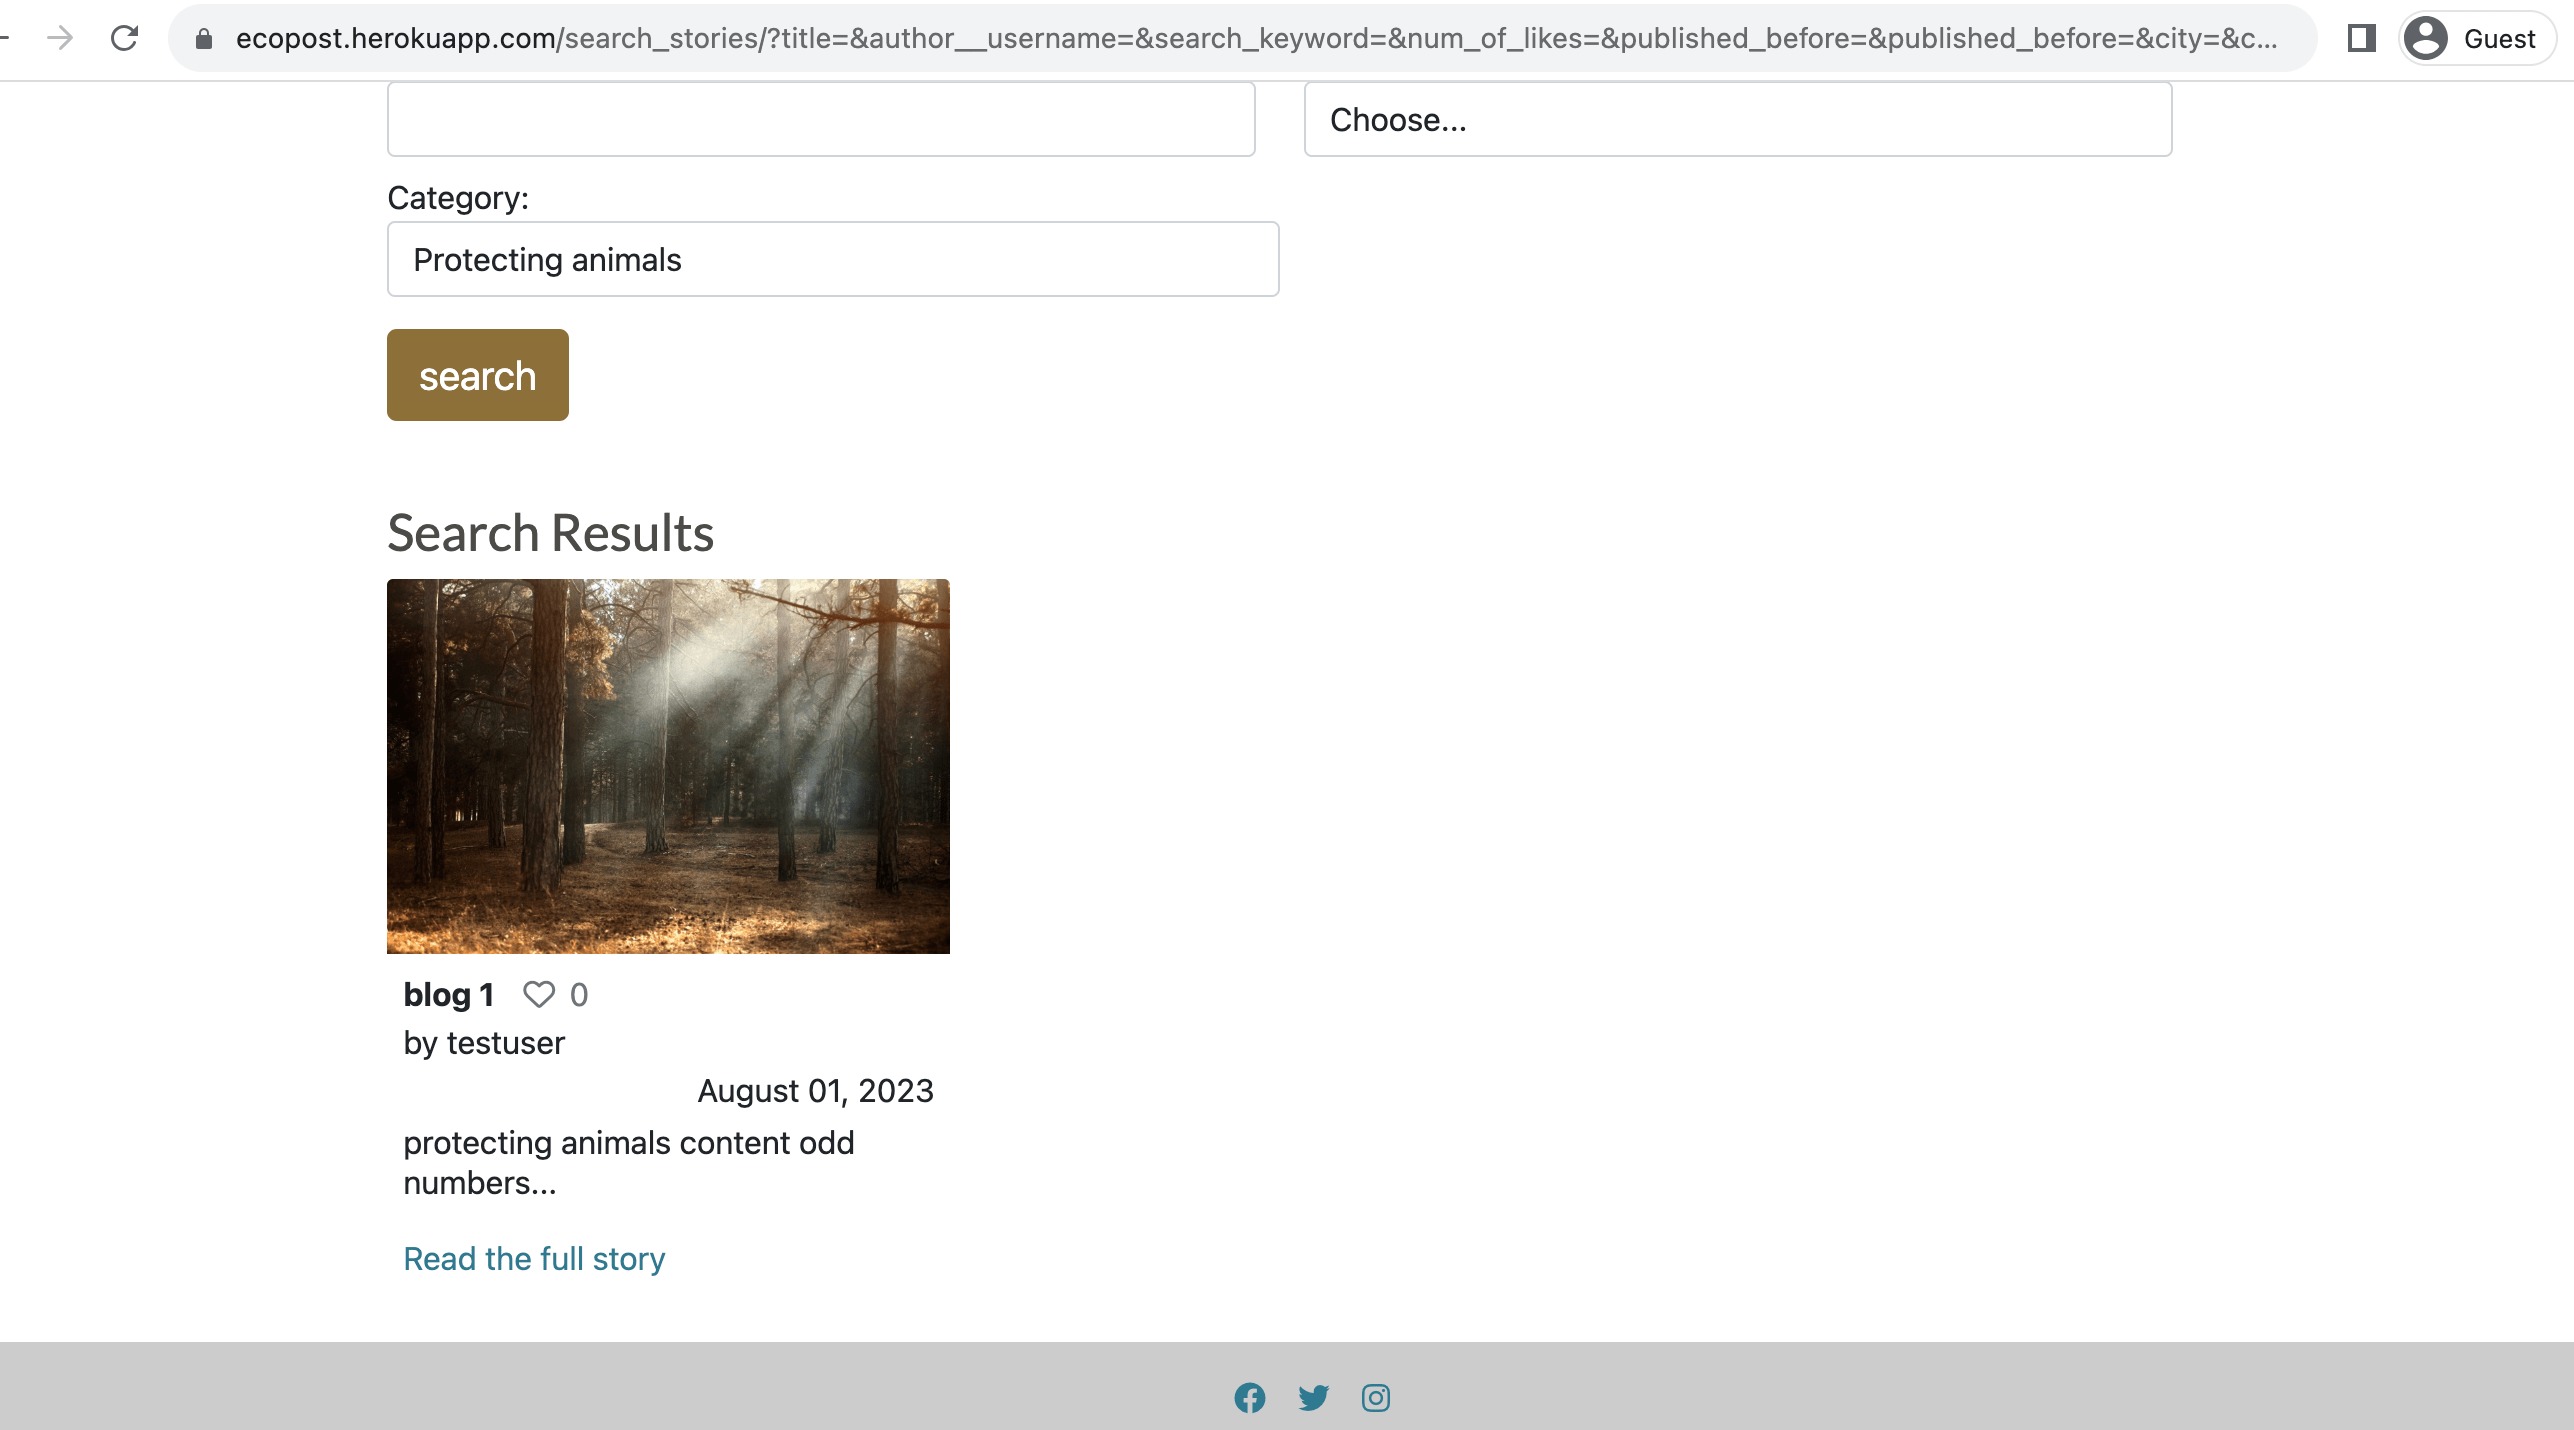 ecopost.herokuapp.com/search_stories/?title=&author__username=&search_keyword=&num_of_likes=&published_before=&published_before=&city=&c...
Guest
Choose...
Category:
Protecting animals
search
Search Results
blog 1 0
by testuser
August 01, 2023
protecting animals content odd
numbers...
Read the full story